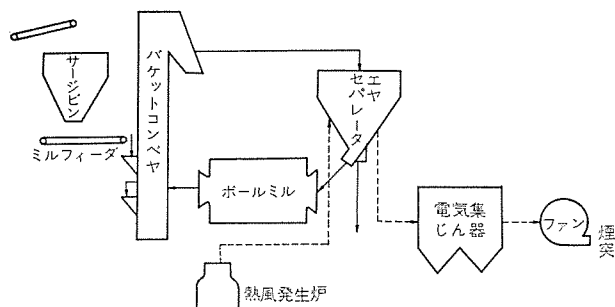 サージビン
ミルフィーダ
バケットコンベヤ
エヤ
セパレータ
ボールミル
熱風発生炉
電気集
じん器
ファン
煙突